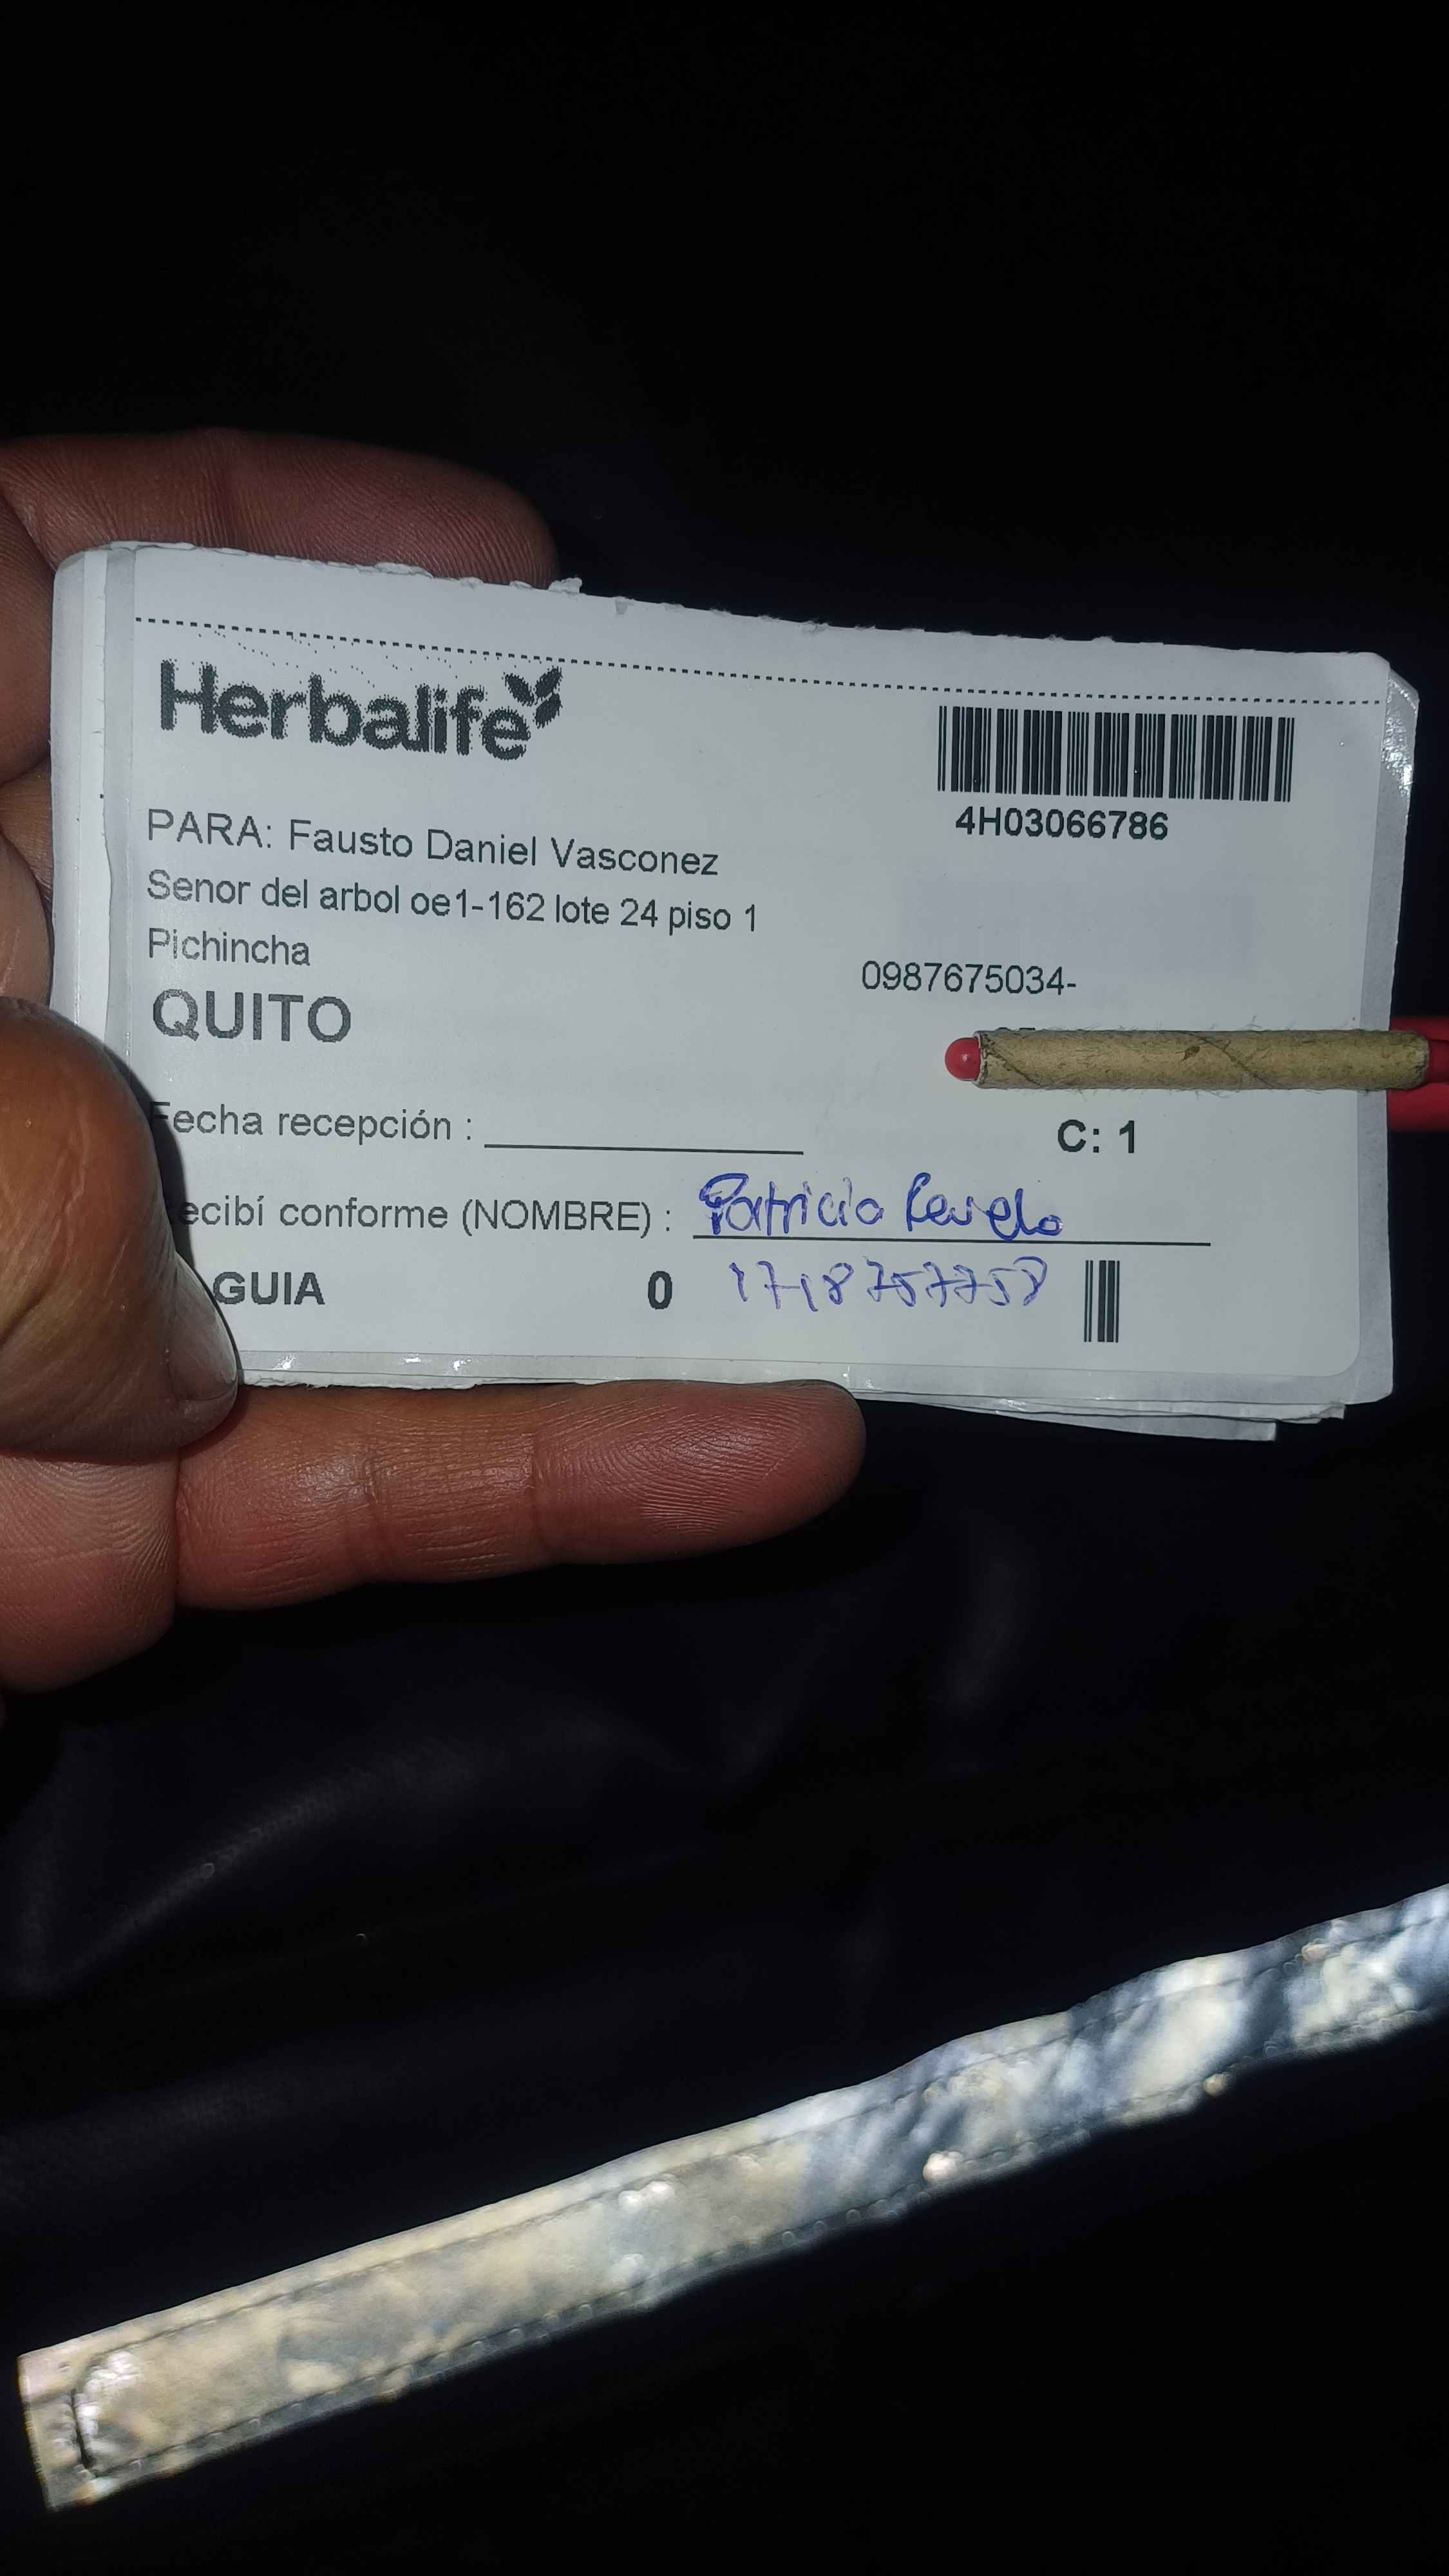 Herbalife
4H03066786
PARA: Fausto Daniel Vasconez
Senor del arbol oe1-162 lote 24 piso 1
Pichincha
0987675034-
QUITO
Fecha recepción :
C: 1
ecibí conforme (NOMBRE) : Patricio
GUIA 0 1718757758